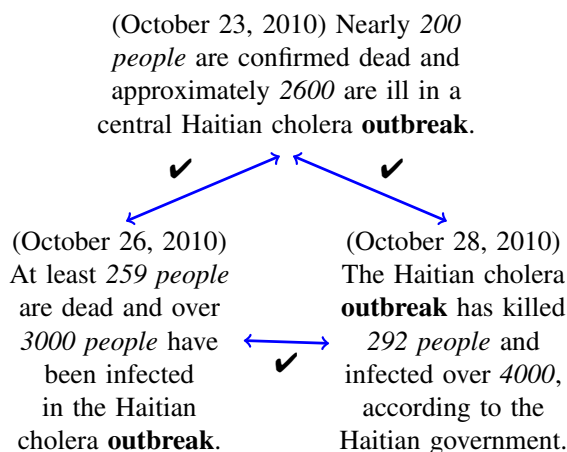 (October 23, 2010) Nearly 200
people are confirmed dead and
approximately 2600 are ill in a
central Haitian cholera outbreak.
(October 26, 2010)
At least 259 people
are dead and over
3000 people have
been infected
in the Haitian
cholera outbreak.
(October 28, 2010)
The Haitian cholera
outbreak has killed
292 people and
infected over 4000,
according to the
Haitian government.